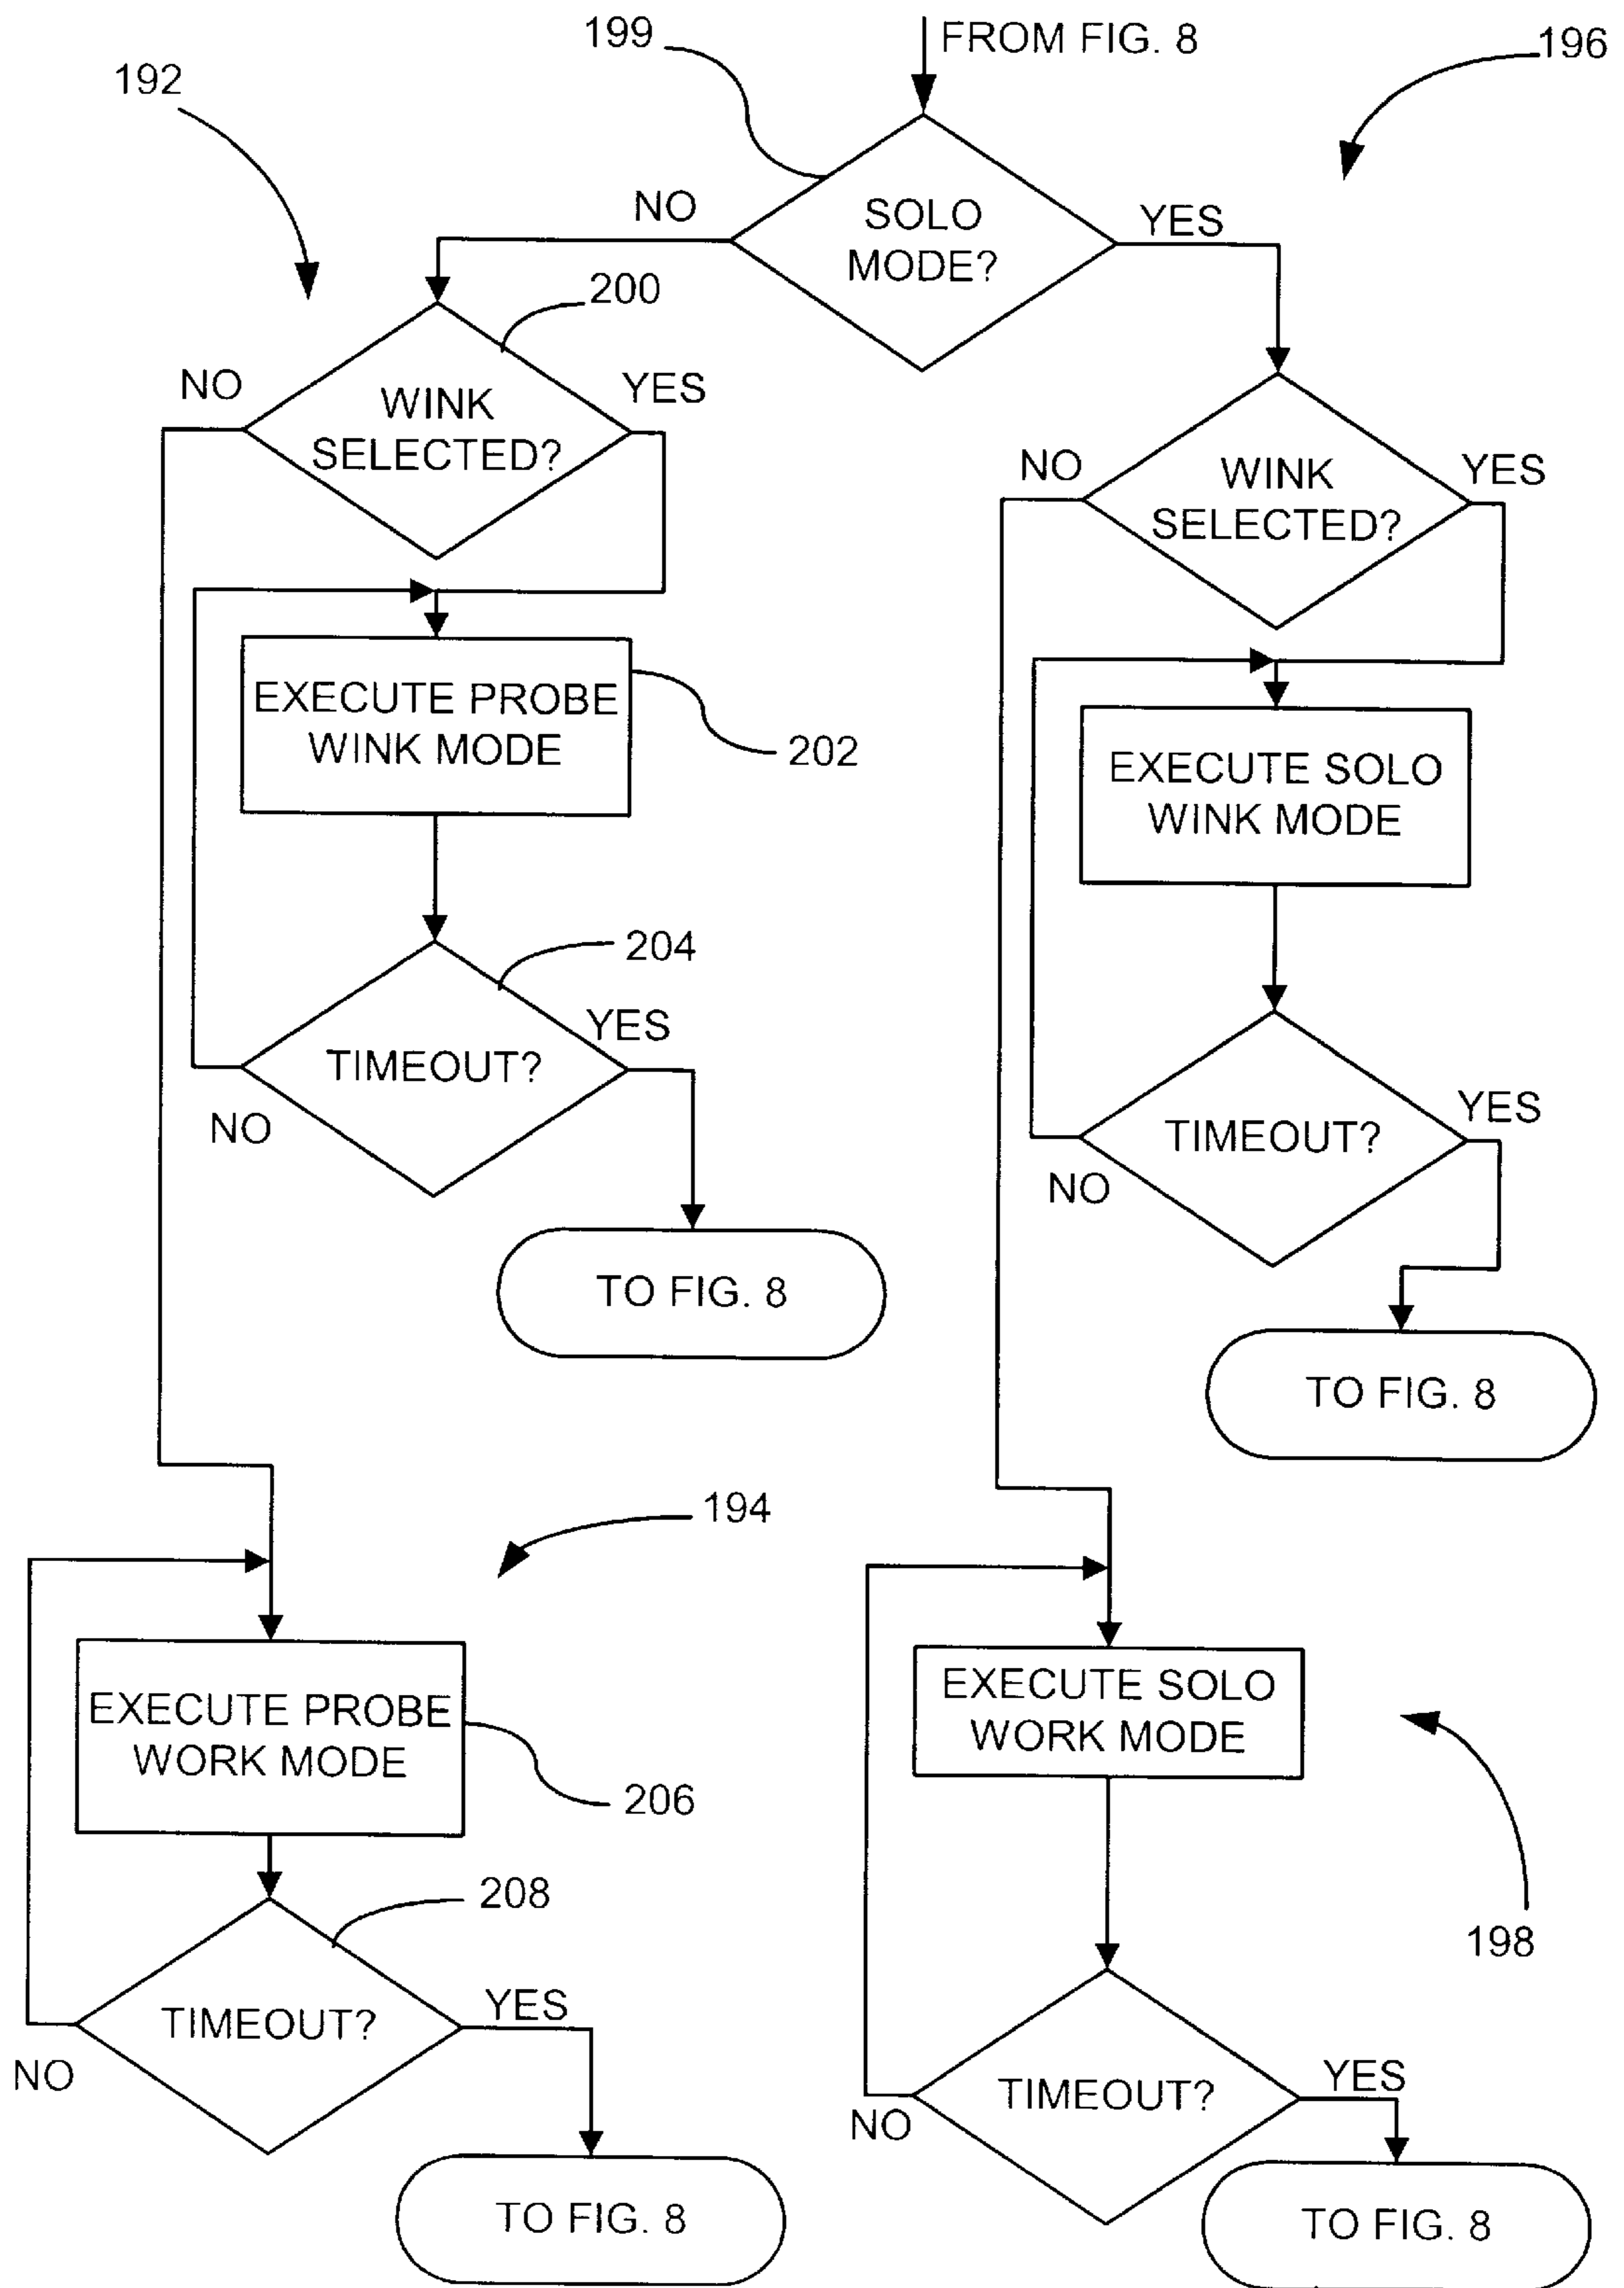 199
FROM FIG. 8
196
192
NO
SOLO
MODE?
YES
200
NO
WINK
SELECTED?
YES
NO
WINK
SELECTED?
YES
EXECUTE PROBE
WINK MODE
202
EXECUTE SOLO
WINK MODE
204
YES
TIMEOUT?
NO
YES
TIMEOUT?
NO
TO FIG. 8
TO FIG. 8
194
EXECUTE PROBE
WORK MODE
206
EXECUTE SOLO
WORK MODE
198
208
TIMEOUT?
YES
NO
TIMEOUT?
YES
NO
TO FIG. 8
TO FIG. 8